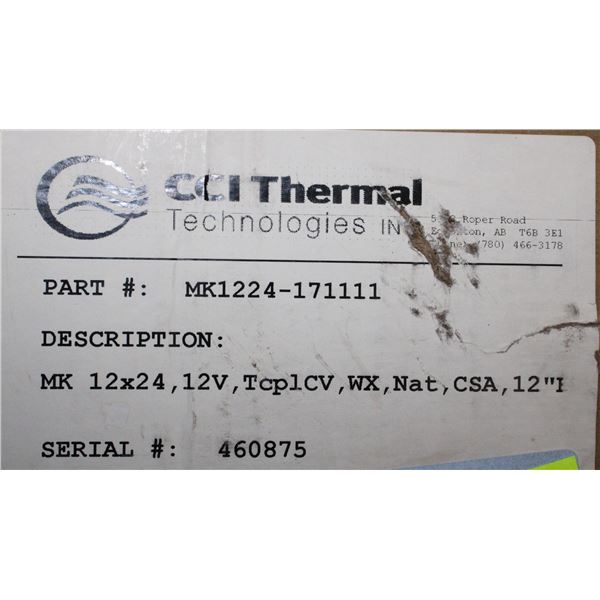 CCI Thermal
Technologies IN
Roper Road
AB T6B 3E1
(780) 466-3178
PART #: MK1224-171111
DESCRIPTION:
MK 12x24,12V,TcplCV,WX,Nat,CSA,12"
SERIAL #: 460875